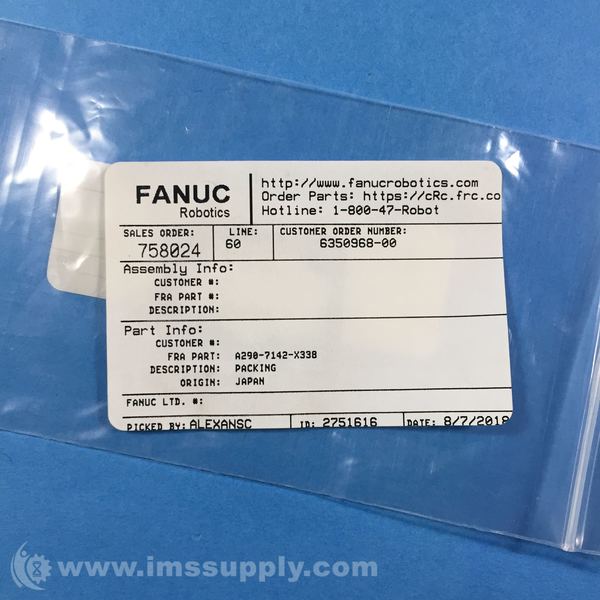 FANUC
Robotics
http://www.fanucrobotics.com
Order Parts: https://cRc.frc.co
Hotline: 1-800-47-Robot
SALES ORDER: 758024
LINE: 60
CUSTOMER ORDER NUMBER: 6350968-00
Assembly Info:
CUSTOMER #:
FRA PART #:
DESCRIPTION:
Part Info:
CUSTOMER #:
FRA PART: A290-7142-X338
DESCRIPTION: PACKING
ORIGIN: JAPAN
FANUC LTD. #:
PICKED BY: ALEXANSC ID: 2751616 DATE: 8/7/2018
www.imssupply.com